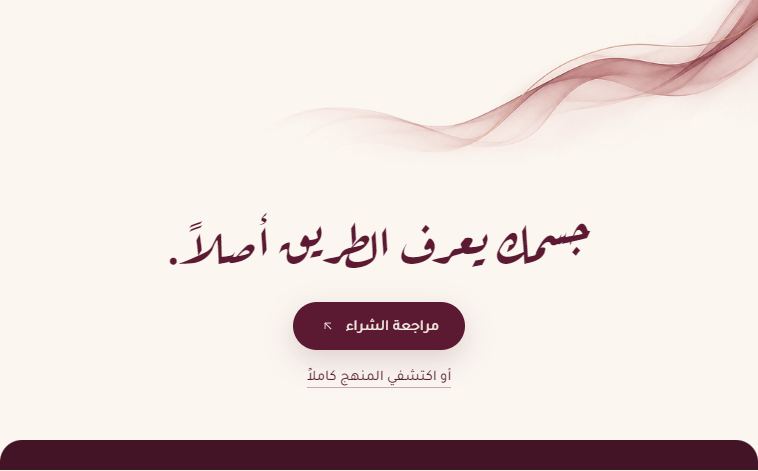 جسمك يعرف الطريق أصلاً.
مراجعة الشراء
أو اكتشفي المنهج كاملاً